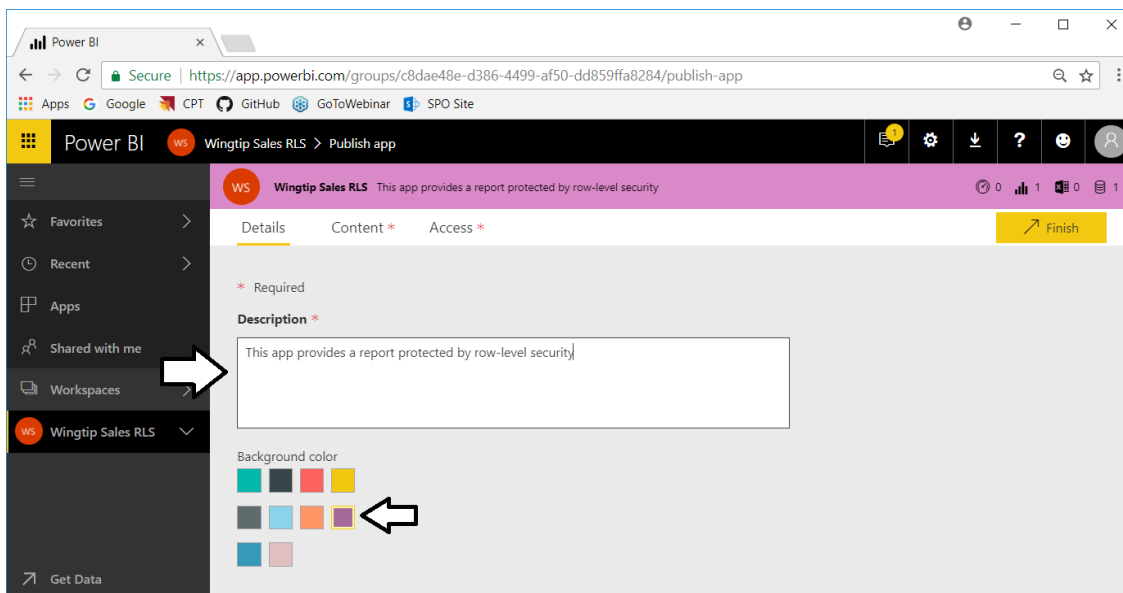 Power BI ×
Secure | https://app.powerbi.com/groups/c8dae48e-d386-4499-af50-dd859ffa8284/publish-app
Apps G Google CPT GitHub GoToWebinar SPO Site
Power BI WS Wingtip Sales RLS > Publish app 1 ?
WS Wingtip Sales RLS This app provides a report protected by row-level security 0 1 x 0 1
Favorites
Details Content * Access * Finish
Recent
* Required
Apps
Description *
Shared with me
This app provides a report protected by row-level security
Workspaces
WS Wingtip Sales RLS
Background color
Get Data